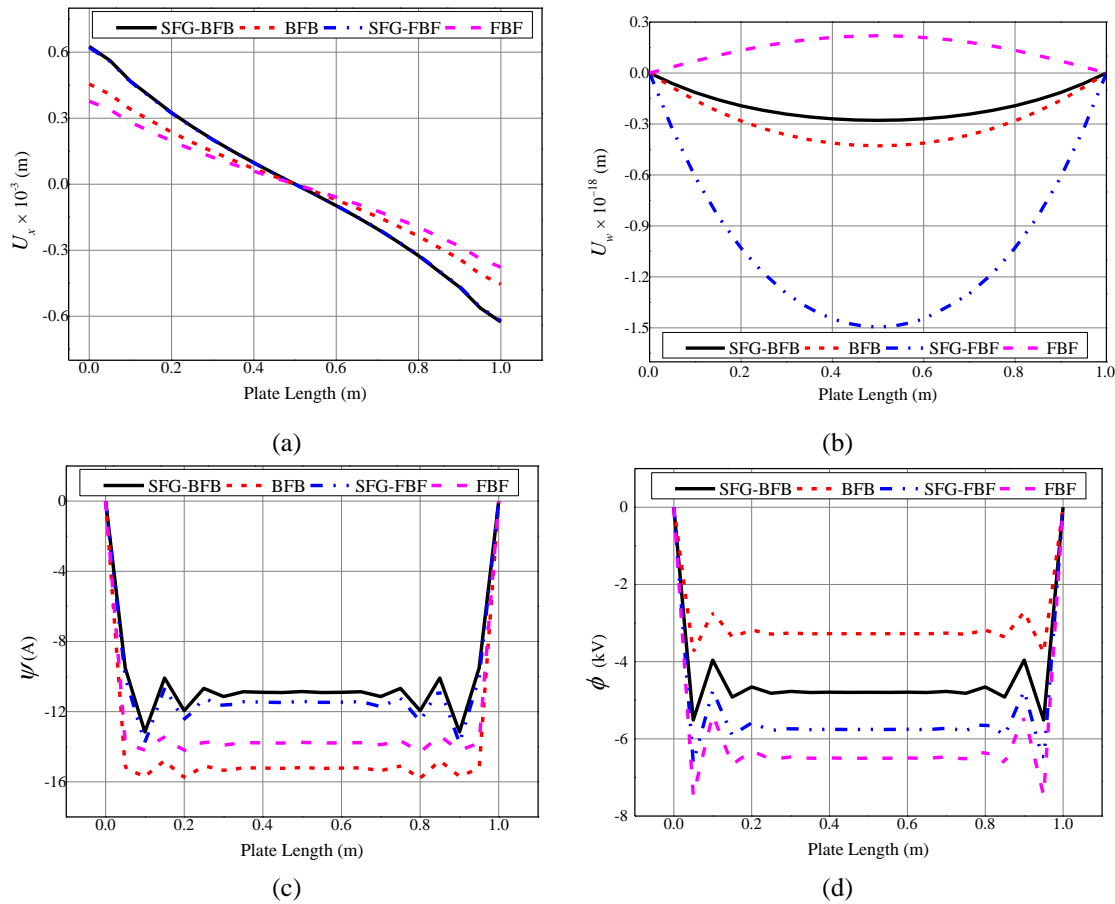 SFG-BFB BFB SFG-FBF FBF
0.6
0.3
0.0
-0.3
-0.6
U_x × 10^-3 (m)
0.0 0.2 0.4 0.6 0.8 1.0
Plate Length (m)
(a)
0.3
0.0
-0.3
-0.6
-0.9
-1.2
-1.5
U_w × 10^-18 (m)
SFG-BFB BFB SFG-FBF FBF
0.0 0.2 0.4 0.6 0.8 1.0
Plate Length (m)
(b)
SFG-BFB BFB SFG-FBF FBF
0
-4
-8
-12
-16
ψ (A)
0.0 0.2 0.4 0.6 0.8 1.0
Plate Length (m)
(c)
SFG-BFB BFB SFG-FBF FBF
0
-2
-4
-6
-8
ϕ (kV)
0.0 0.2 0.4 0.6 0.8 1.0
Plate Length (m)
(d)